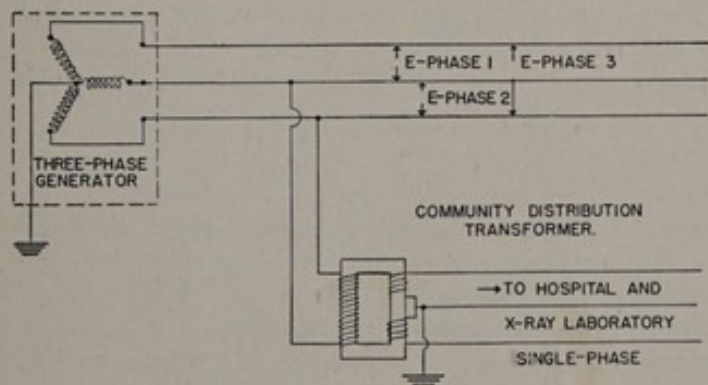 E-PHASE 1
E-PHASE 3
E-PHASE 2
THREE-PHASE
GENERATOR
COMMUNITY DISTRIBUTION
TRANSFORMER.
→TO HOSPITAL AND
X-RAY LABORATORY
SINGLE-PHASE